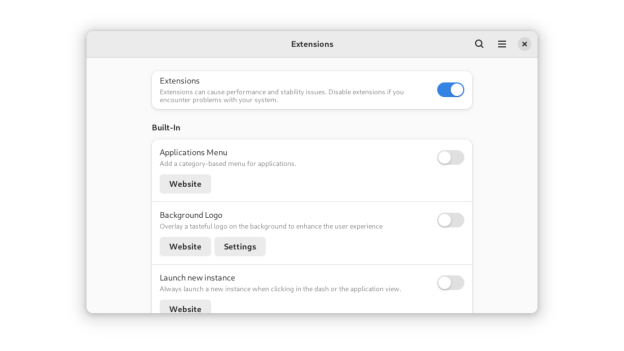 Extensions
Extensions
Extensions can cause performance and stability issues. Disable extensions if you
encounter problems with your system.
Built-In
Applications Menu
Add a category-based menu for applications.
Website
Background Logo
Overlay a tasteful logo on the background to enhance the user experience
Website Settings
Launch new instance
Always launch a new instance when clicking in the dash or the application view.
Website